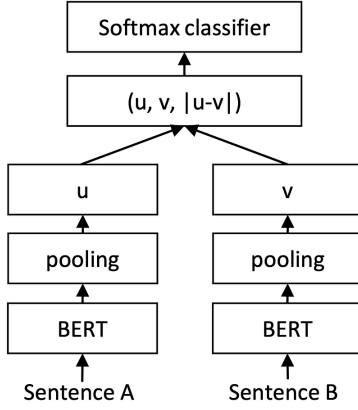 Softmax classifier
(u, v, |u-v|)
u v
pooling pooling
BERT BERT
Sentence A Sentence B